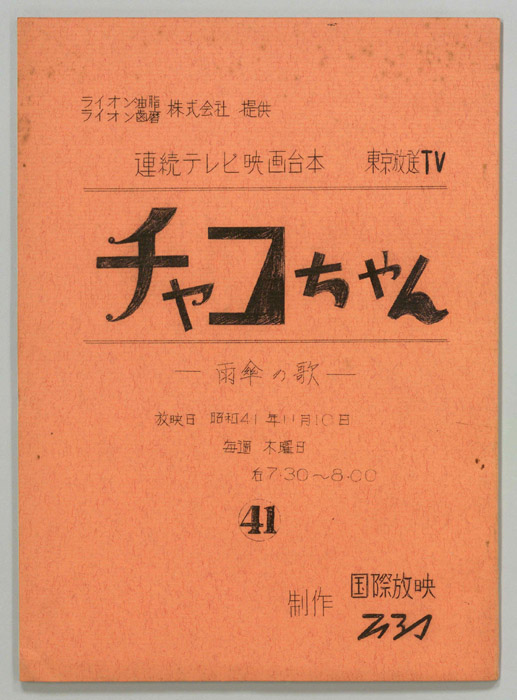 ライオン油脂
ライオン歯磨 株式会社 提供
連続テレビ映画台本 東京放送TV
チャコちゃん
―雨傘の歌―
放映日 昭和41年11月10日
毎週 木曜日
7・30〜8・00
41
制作 国際放映
TBS